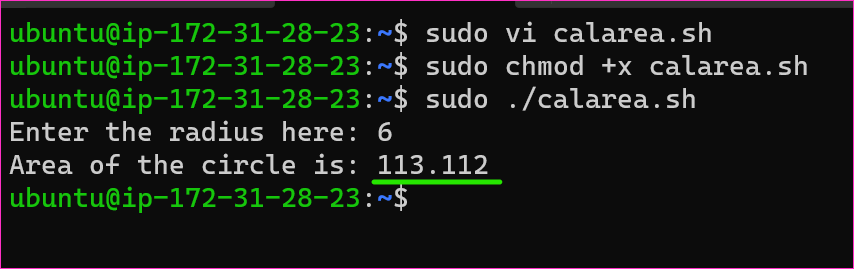 ubuntu@ip-172-31-28-23:~$ sudo vi calarea.sh
ubuntu@ip-172-31-28-23:~$ sudo chmod +x calarea.sh
ubuntu@ip-172-31-28-23:~$ sudo ./calarea.sh
Enter the radius here: 6
Area of the circle is: 113.112
ubuntu@ip-172-31-28-23:~$